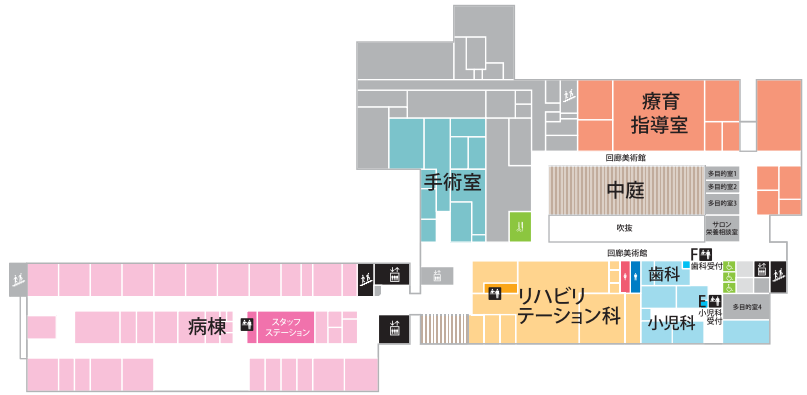 療育
指導室
回廊美術館
手術室
中庭
多目的室1
多目的室2
多目的室3
吹抜
サロン
栄養相談室
回廊美術館
F
歯科受付
歯科
リハビリ
テーション科
E
小児科
受付
小児科
多目的室4
病棟
スタッフ
ステーション